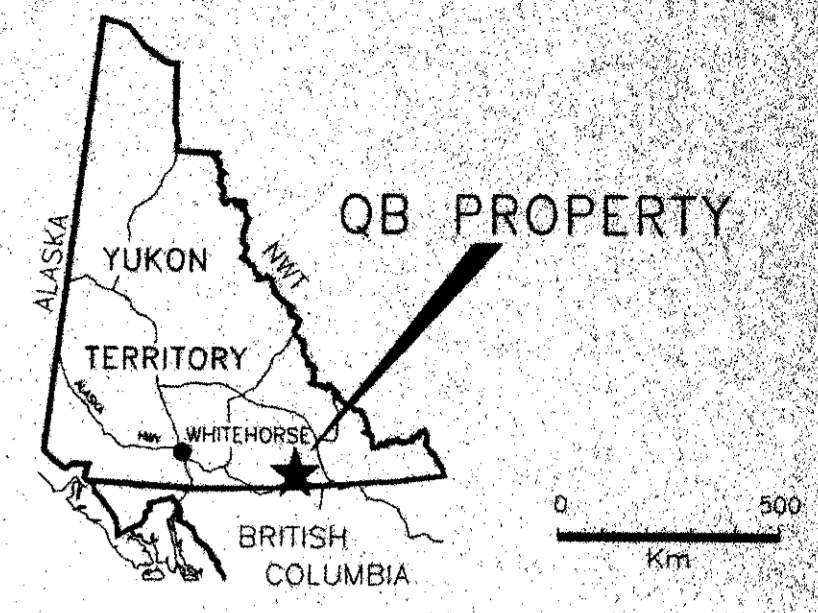 QB PROPERTY
ALASKA
YUKON
NWT
TERRITORY
ALASKA
HWY
WHITEHORSE
BRITISH
COLUMBIA
0 500
Km